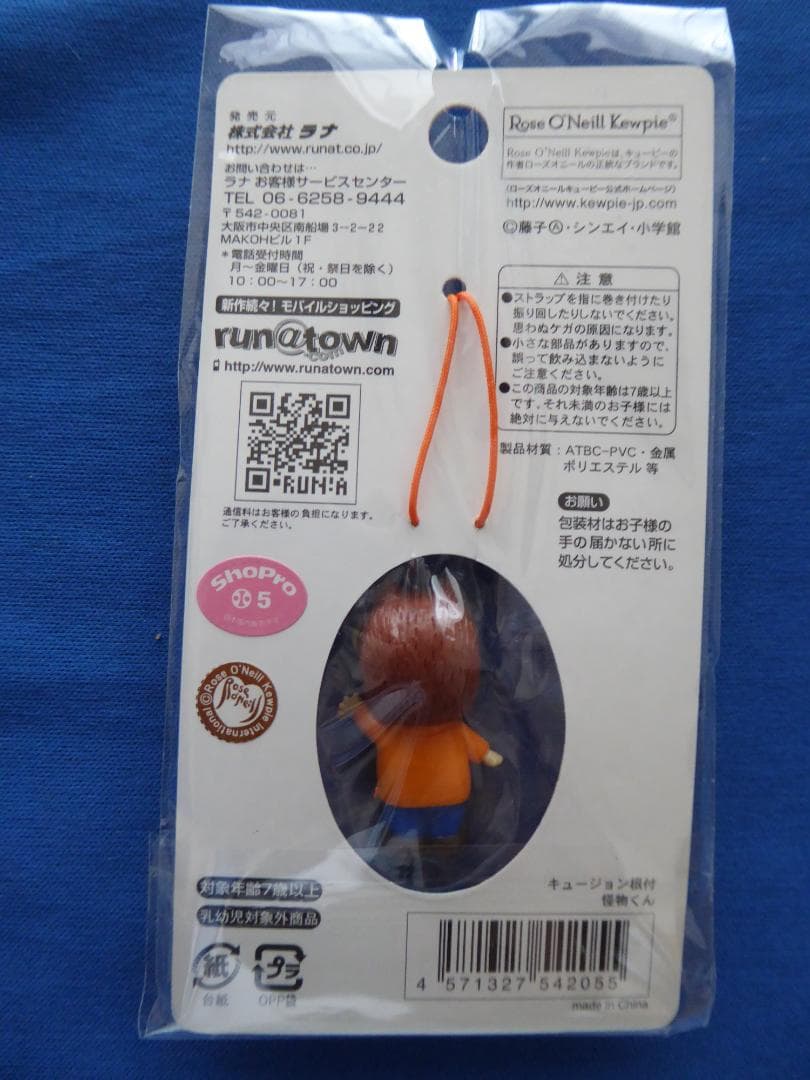 発売元
株式会社 ラナ
http://www.runat.co.jp/
お問い合わせは…
ラナ お客様サービスセンター
TEL 06-6258-9444
〒542-0081
大阪市中央区南船場3-2-22
MAKOHビル1F
*電話受付時間
月〜金曜日（祝・祭日を除く）
10:00〜17:00
新作続々! モバイルショッピング
run@town
.com
http://www.runatown.com
RUN:A
通信料はお客様の負担になります。
ご了承ください。
Rose O'Neill Kewpie®
Rose O'Neill Kewpieは、キューピーの
作者ローズオニールの正統なブランドです。
(ローズオニールキューピー公式ホームページ)
http://www.kewpie-jp.com
©藤子Ⓐ・シンエイ・小学館
⚠ 注意
●ストラップを指に巻き付けたり
振り回したりしないでください。
思わぬケガの原因になります。
●小さな部品がありますので、
誤って飲み込まないように
ご注意ください。
●この商品の対象年齢は7歳以上
です。それ未満のお子様には
絶対に与えないでください。
製品材質：ATBC-PVC・金属
ポリエステル 等
お願い
包装材はお子様の
手の届かない所に
処分してください。
ShoPro
5
©Rose O'Neill Kewpie International
Rose O'Neill
対象年齢7歳以上
乳幼児対象外商品
紙
台紙
プラ
OPP袋
キュージョン根付
怪物くん
4 571327 542055
made in China